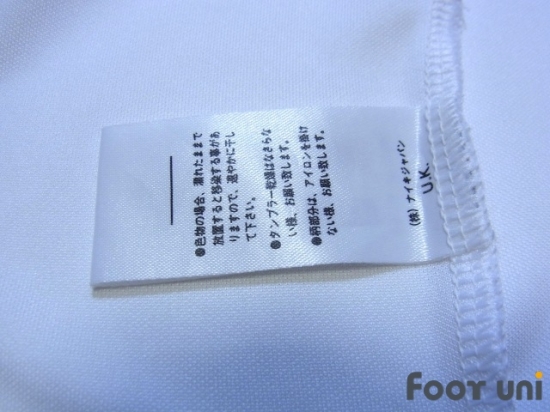 ●色物の場合、濡れたままで
放置すると移染する事があ
りますので、速やかに干し
て下さい。
●タンブラー乾燥はなさらな
い様、お願い致します。
●柄部分は、アイロンを掛け
ない様、お願い致します。
(株)ナイキジャパン
U.K.
FOOT UNi